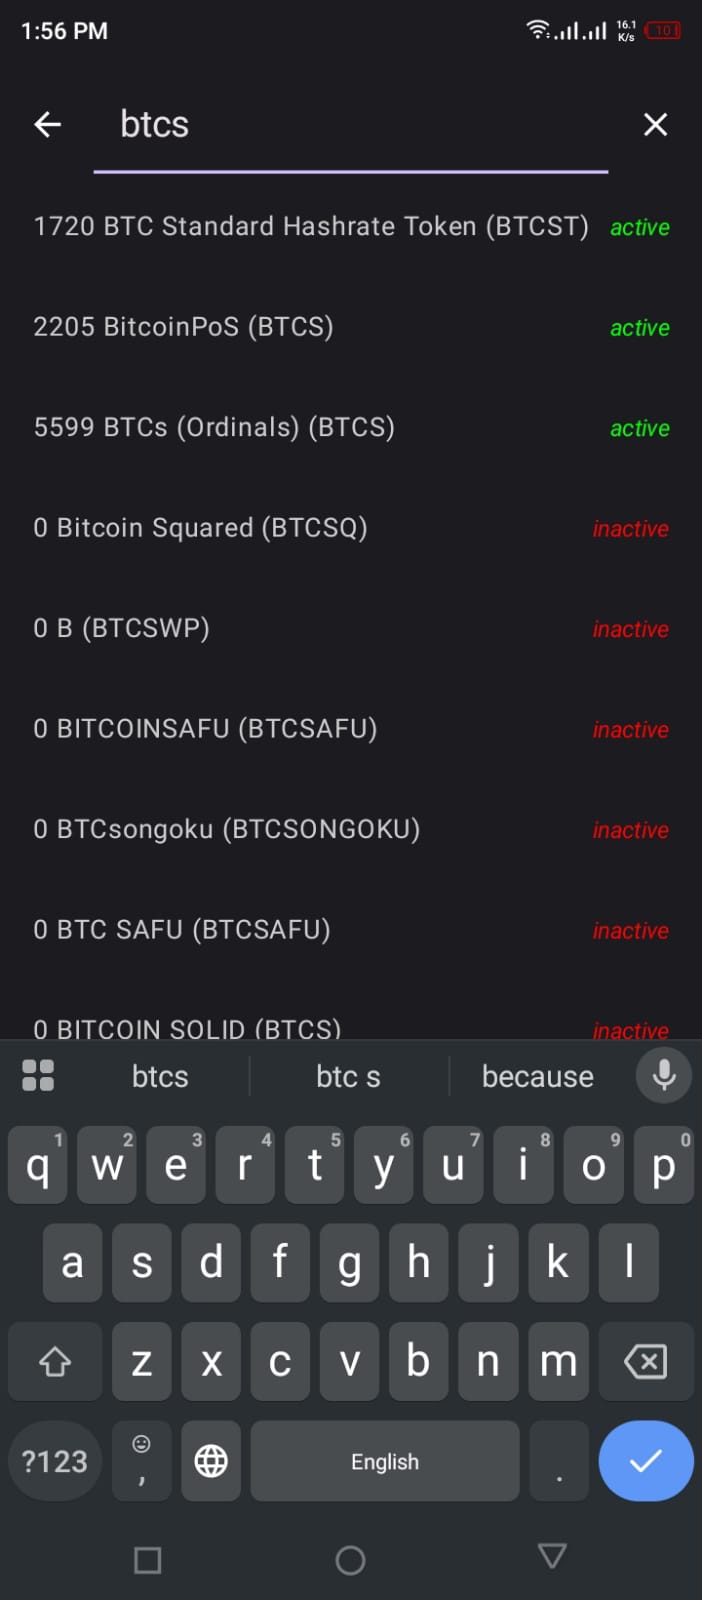 1:56 PM
16.1
K/s
10
btcs
1720 BTC Standard Hashrate Token (BTCST) active
2205 BitcoinPoS (BTCS) active
5599 BTCs (Ordinals) (BTCS) active
0 Bitcoin Squared (BTCSQ) inactive
0 B (BTCSWP) inactive
0 BITCOINSAFU (BTCSAFU) inactive
0 BTCsongoku (BTCSONGOKU) inactive
0 BTC SAFU (BTCSAFU) inactive
0 BITCOIN SOLID (BTCS) inactive
btcs btc s because
1 2 3 4 5 6 7 8 9 0
q w e r t y u i o p
a s d f g h j k l
z x c v b n m
?123 , English .